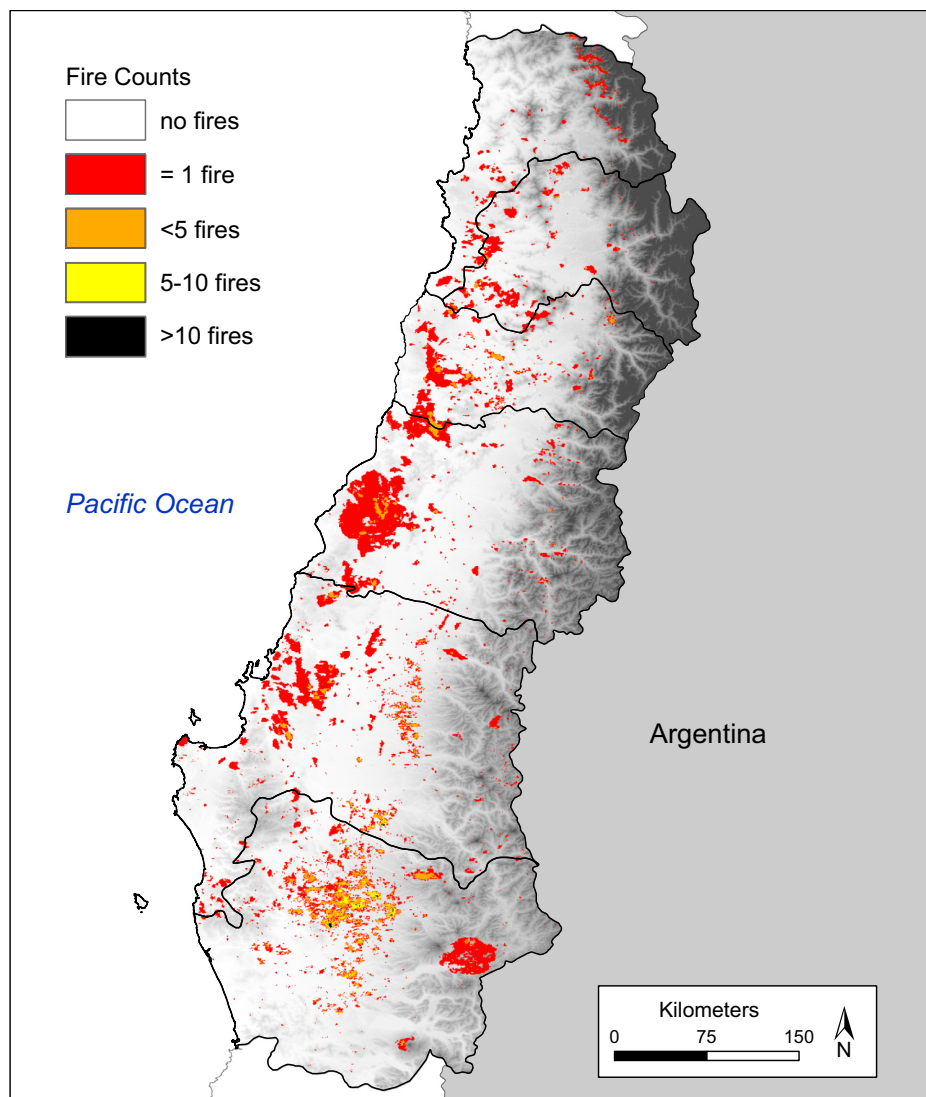 Fire Counts
no fires
= 1 fire
<5 fires
5-10 fires
>10 fires
Pacific Ocean
Argentina
Kilometers
0 75 150
N